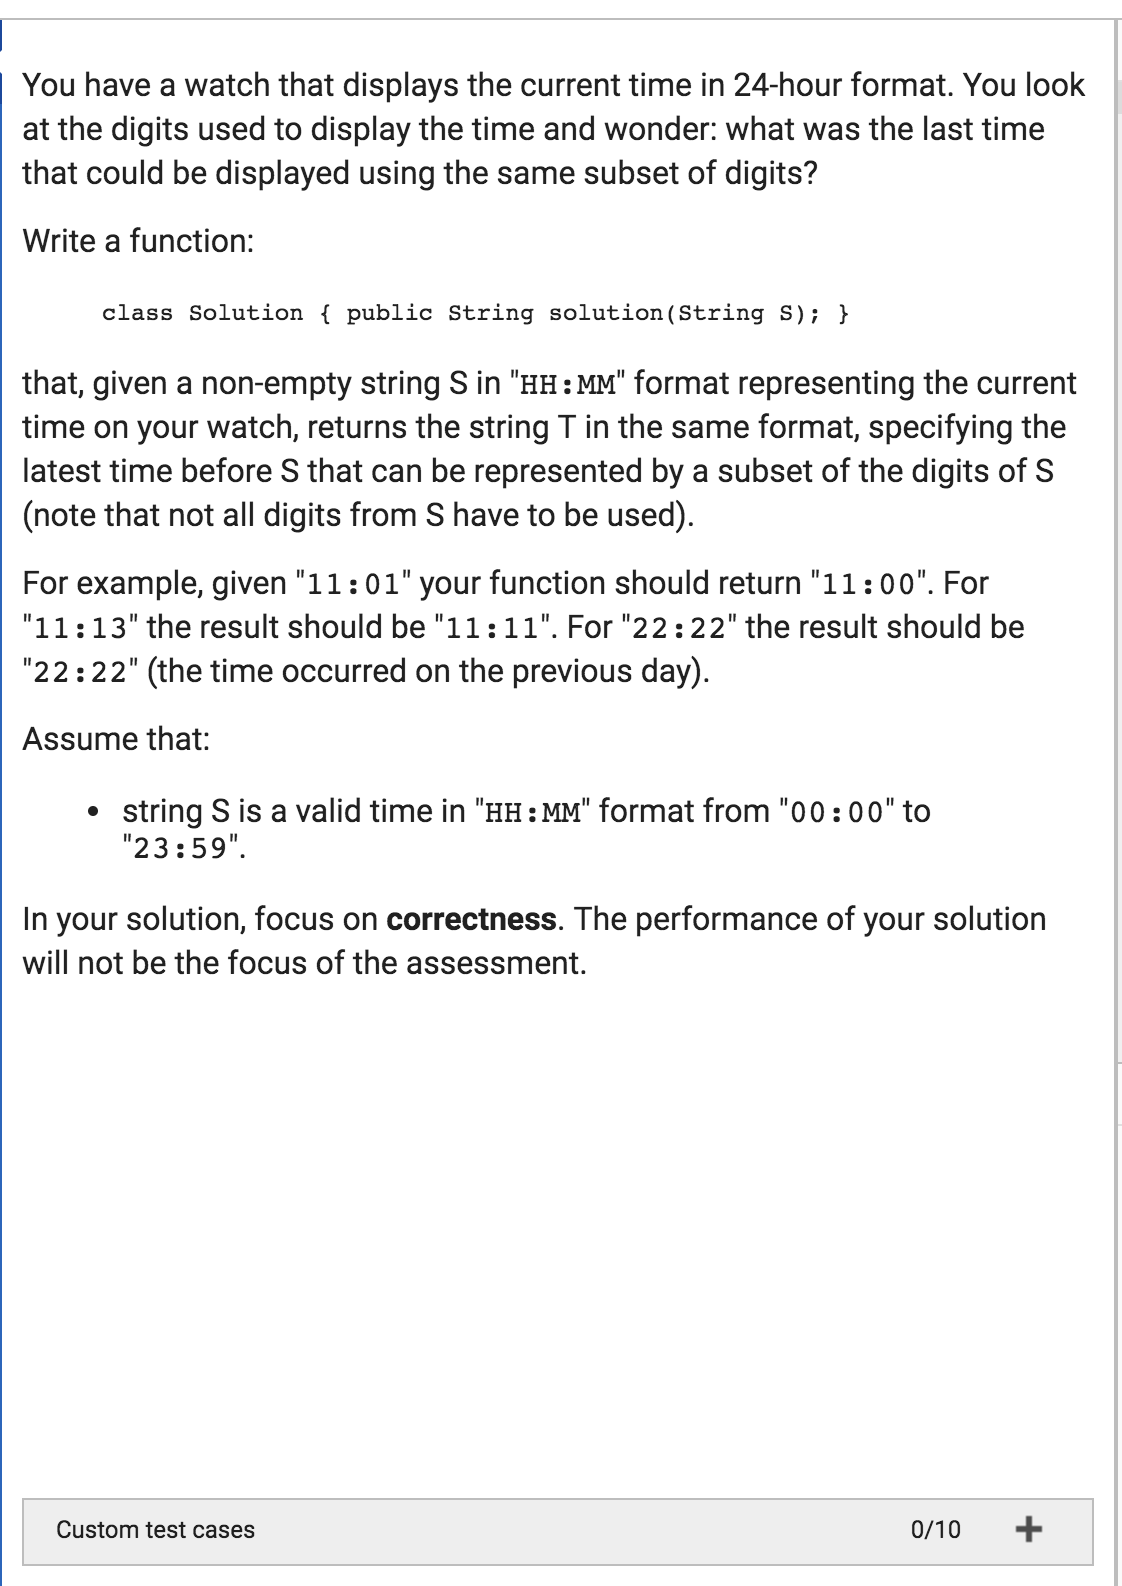 You have a watch that displays the current time in 24-hour format. You look
at the digits used to display the time and wonder: what was the last time
that could be displayed using the same subset of digits?
Write a function:
class Solution { public String solution(String S); }
that, given a non-empty string S in "HH:MM" format representing the current
time on your watch, returns the string T in the same format, specifying the
latest time before S that can be represented by a subset of the digits of S
(note that not all digits from S have to be used).
For example, given "11:01" your function should return "11:00". For
"11:13" the result should be "11:11". For "22:22" the result should be
"22:22" (the time occurred on the previous day).
Assume that:
• string S is a valid time in "HH:MM" format from "00:00" to
"23:59".
In your solution, focus on correctness. The performance of your solution
will not be the focus of the assessment.
Custom test cases 0/10 +